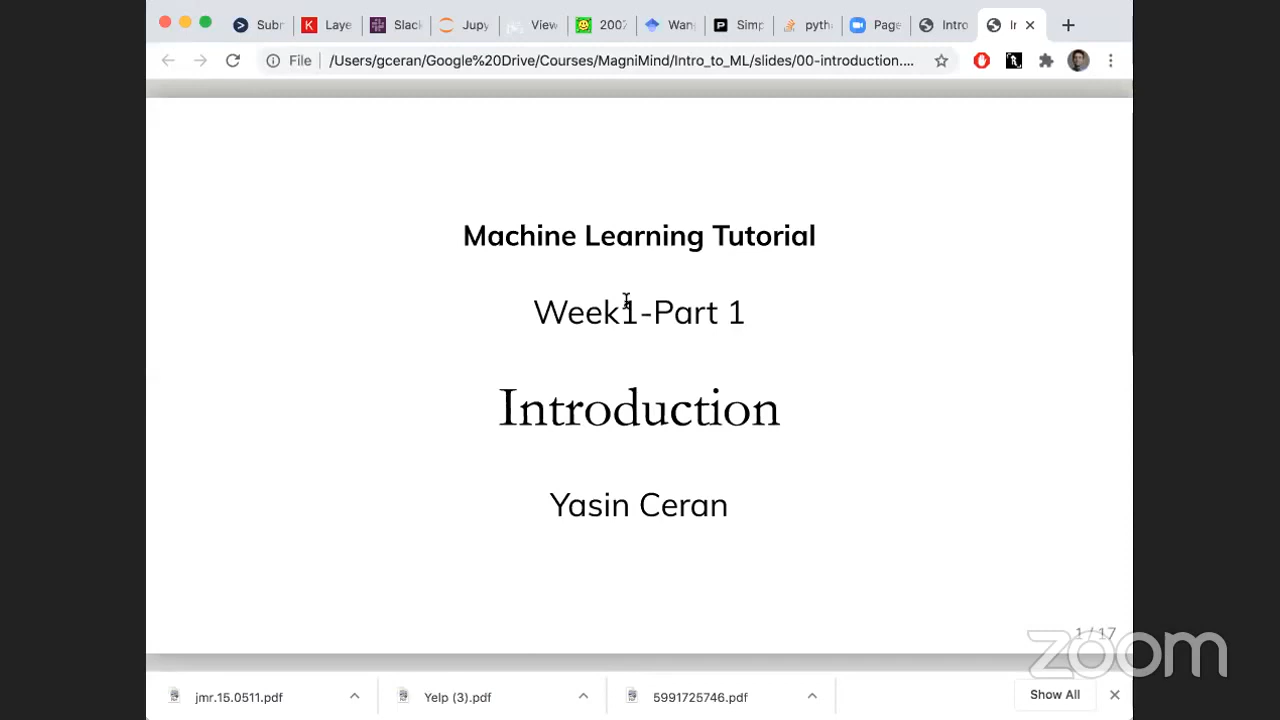 Subr
Laye
Slack
Jupy
View
2007
Wang
Simp
pyth
Page
Intro
Ir
File
/Users/gceran/Google%20Drive/Courses/MagniMind/Intro_to_ML/slides/00-introduction....
Machine Learning Tutorial
Week1-Part 1
Introduction
Yasin Ceran
1 / 17
zoom
jmr.15.0511.pdf
Yelp (3).pdf
5991725746.pdf
Show All